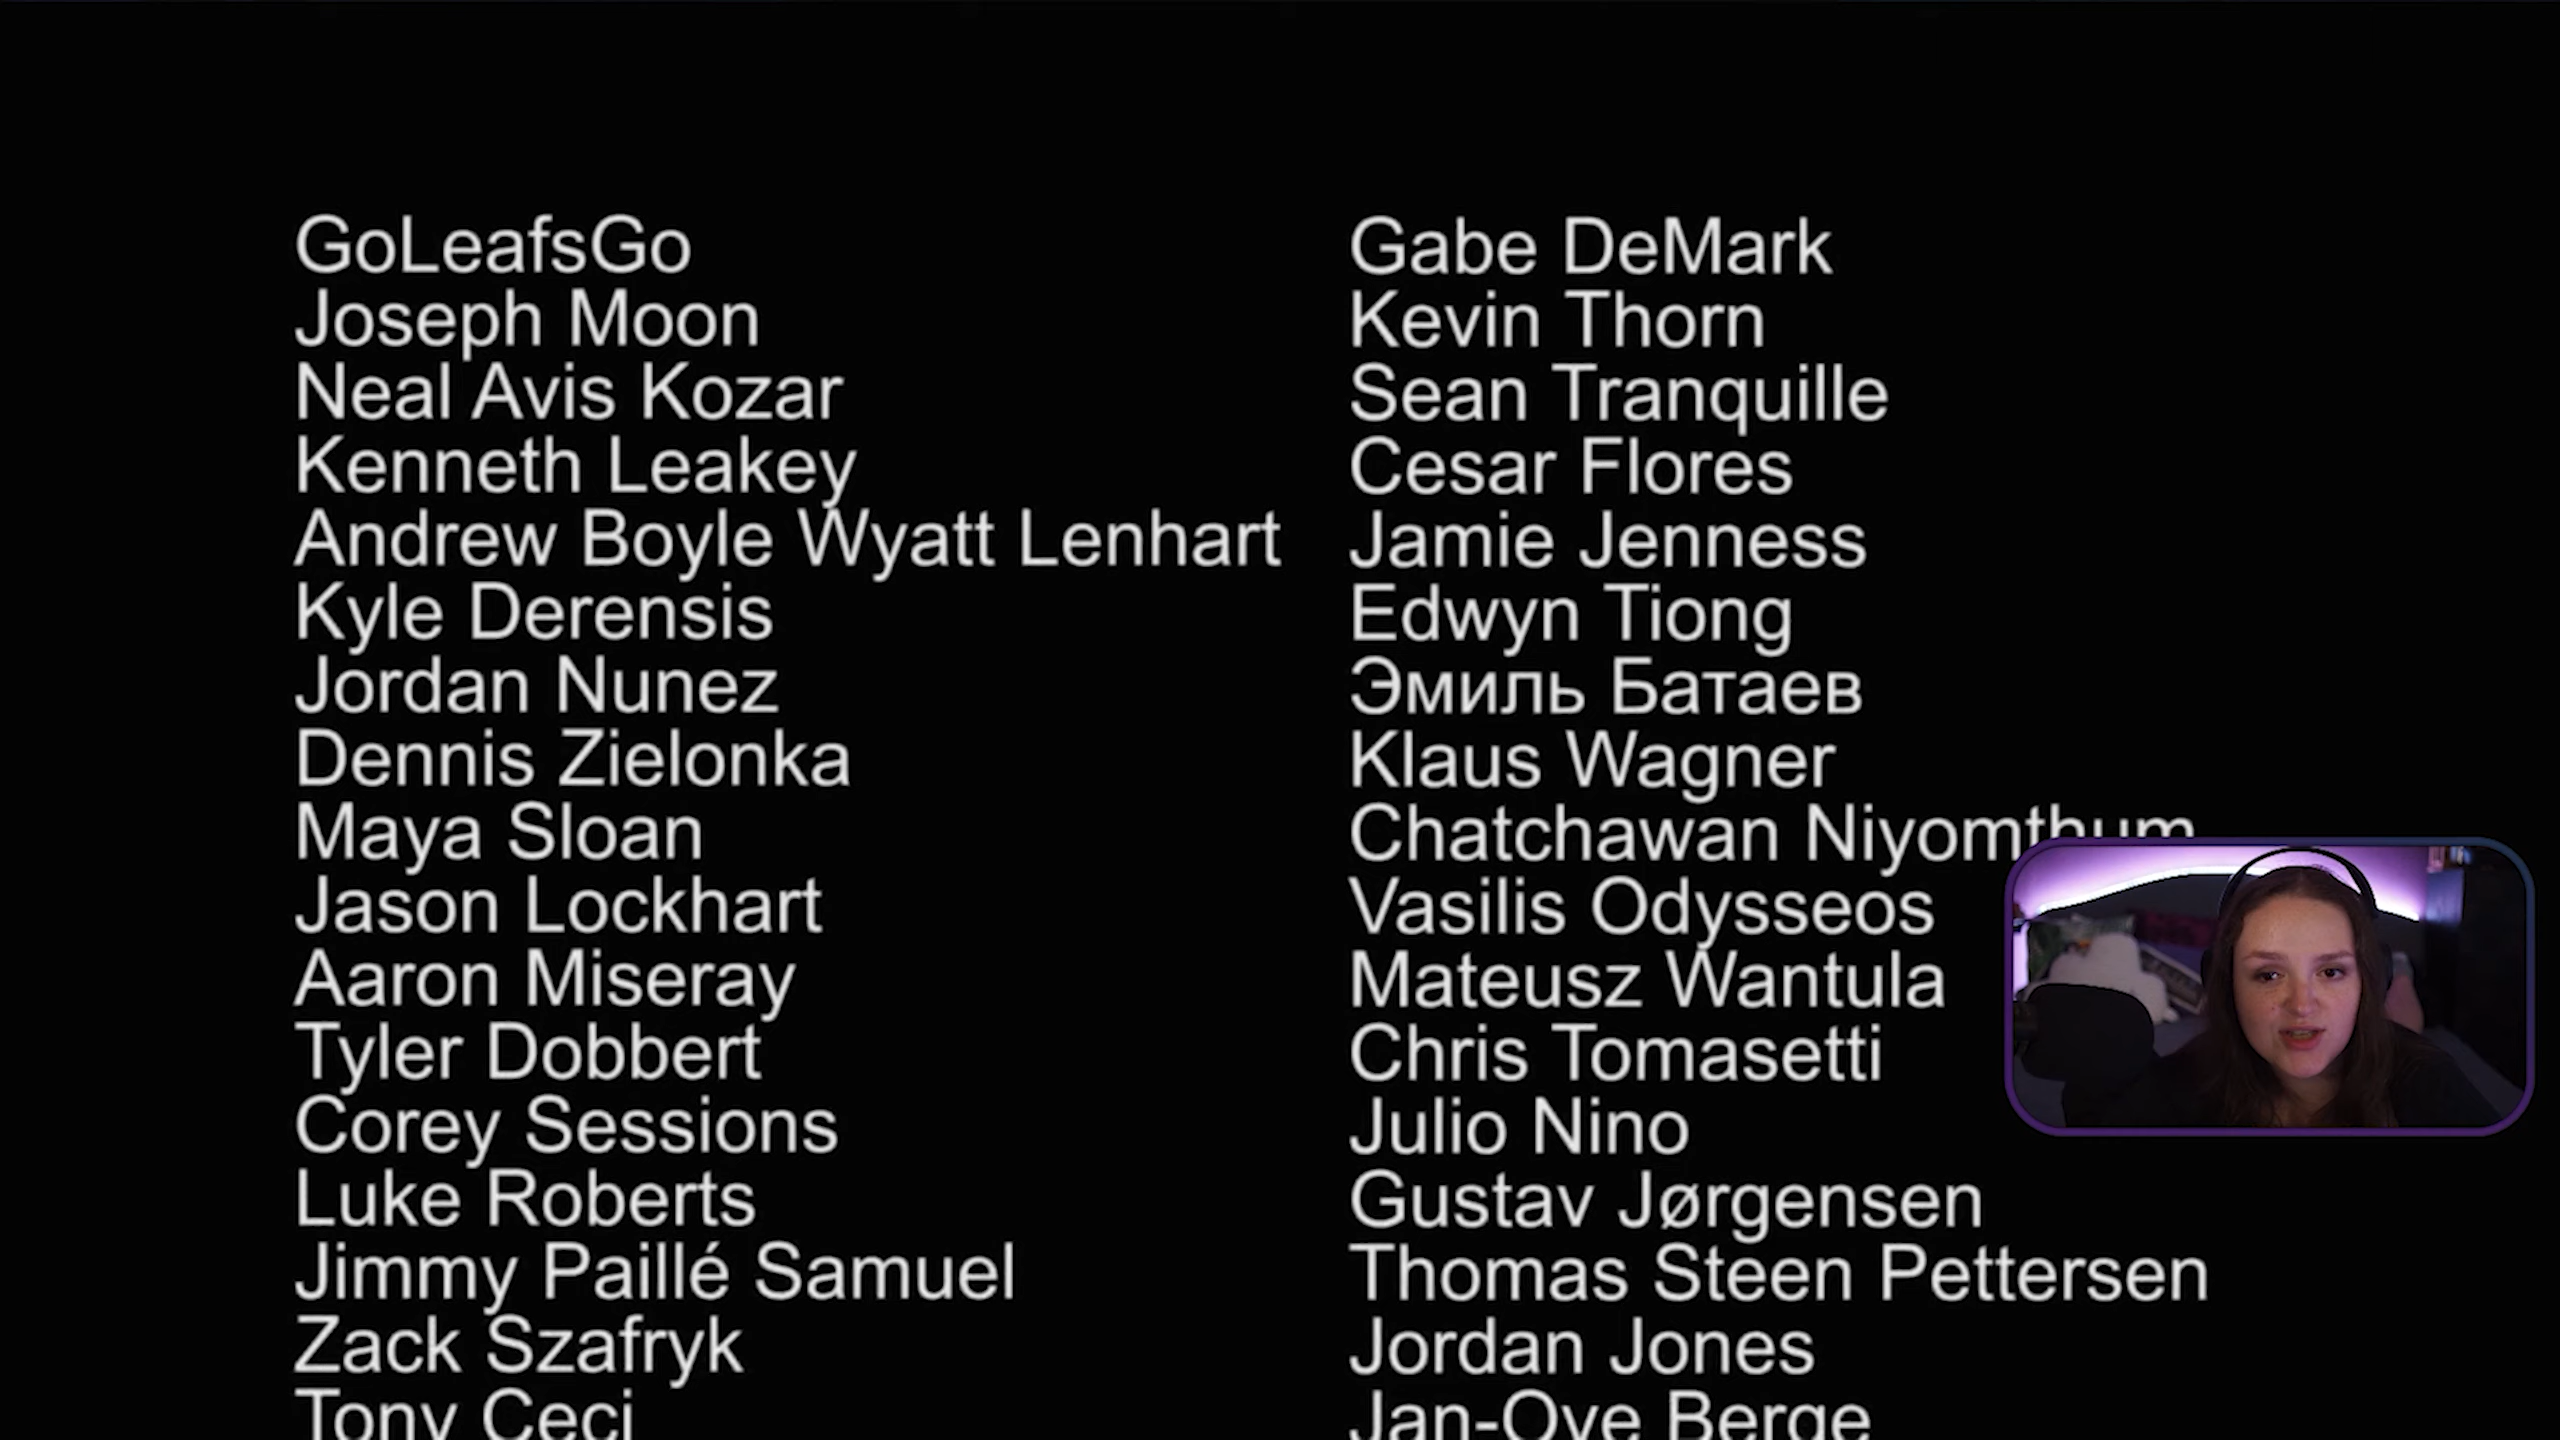 GoLeafsGo
Joseph Moon
Neal Avis Kozar
Kenneth Leakey
Andrew Boyle Wyatt Lenhart
Kyle Derensis
Jordan Nunez
Dennis Zielonka
Maya Sloan
Jason Lockhart
Aaron Miseray
Tyler Dobbert
Corey Sessions
Luke Roberts
Jimmy Paillé Samuel
Zack Szafryk
Tony Ceci
Gabe DeMark
Kevin Thorn
Sean Tranquille
Cesar Flores
Jamie Jenness
Edwyn Tiong
Эмиль Батаев
Klaus Wagner
Chatchawan Niyomthum
Vasilis Odysseos
Mateusz Wantula
Chris Tomasetti
Julio Nino
Gustav Jørgensen
Thomas Steen Pettersen
Jordan Jones
Jan-Ove Berge